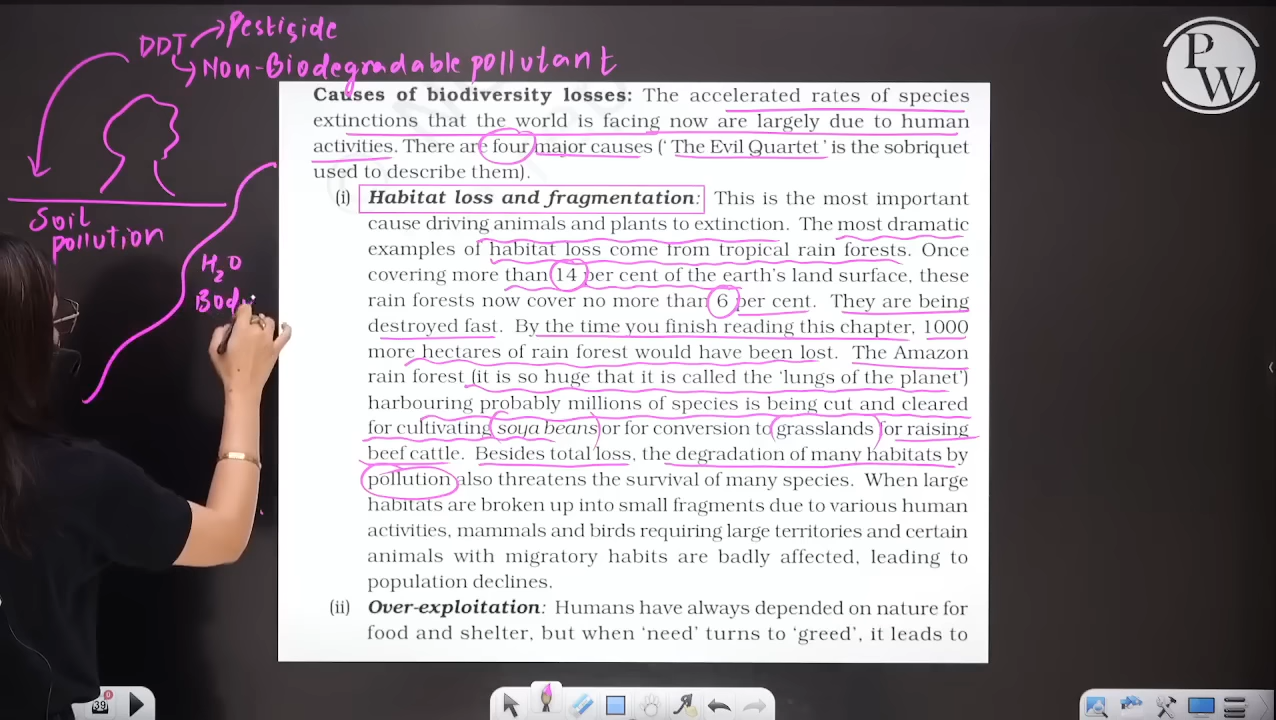 DDT → Pestiside
Non-Biodegradable pollutant
PW
Soil
pollution
H2O
Body
Causes of biodiversity losses: The accelerated rates of species
extinctions that the world is facing now are largely due to human
activities. There are four major causes (‘ The Evil Quartet ’ is the sobriquet
used to describe them).
(i) Habitat loss and fragmentation: This is the most important
cause driving animals and plants to extinction. The most dramatic
examples of habitat loss come from tropical rain forests. Once
covering more than 14 per cent of the earth’s land surface, these
rain forests now cover no more than 6 per cent. They are being
destroyed fast. By the time you finish reading this chapter, 1000
more hectares of rain forest would have been lost. The Amazon
rain forest (it is so huge that it is called the ‘lungs of the planet’)
harbouring probably millions of species is being cut and cleared
for cultivating soya beans or for conversion to grasslands for raising
beef cattle. Besides total loss, the degradation of many habitats by
pollution also threatens the survival of many species. When large
habitats are broken up into small fragments due to various human
activities, mammals and birds requiring large territories and certain
animals with migratory habits are badly affected, leading to
population declines.
(ii) Over-exploitation: Humans have always depended on nature for
food and shelter, but when ‘need’ turns to ‘greed’, it leads to
39